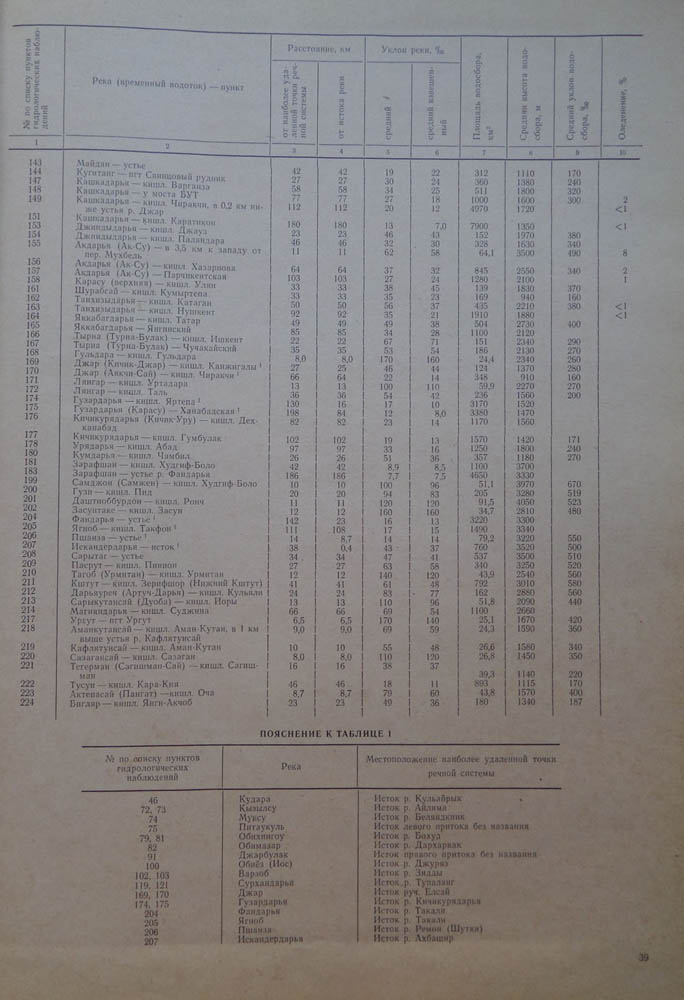 № по списку пунктов гидрологических наблюдений | Река (временный водоток) — пункт | Расстояние, км | Уклон реки, ‰ | Площадь водосбора, км² | Средняя высота водосбора, м | Средний уклон водосбора, ‰ | Оледенение, %
от наиболее удаленной точки речной системы | от истока реки | средний | средний взвешенный
1 | 2 | 3 | 4 | 5 | 6 | 7 | 8 | 9 | 10
143 Майдан — устье 42 42 19 22 312 1110 170
144 Кугитанг — пгт Свинцовый рудник 27 27 30 24 360 1380 240
147 Кашкадарья — кишл. Варганза 58 58 34 25 511 1800 320
148 Кашкадарья — у моста БУТ 77 77 27 18 1000 1600 300 2
149 Кашкадарья — кишл. Чиракчи, в 0,2 км ниже устья р. Джар 112 112 20 12 4970 1720 <1
151 Кашкадарья — кишл. Каратикон 180 180 13 7,0 7900 1350 <1
153 Джиндыдарья — кишл. Джауз 23 23 46 43 152 1970 380
154 Джиндыдарья — кишл. Паландара 46 46 32 30 328 1630 340
155 Акдарья (Ак-Су) — в 3,5 км к западу от пер. Мухбель 11 11 62 58 64,1 3500 490 8
156 Акдарья (Ак-Су) — кишл. Хазарнова 64 64 37 32 845 2550 340 2
157 Акдарья (Ак-Су) — Парчикентская 103 103 27 24 1280 2100 1
158 Карасу (верхняя) — кишл. Улян 33 33 38 45 139 1830 370
161 Шурабсай — кишл. Кумыртепа 33 33 35 23 169 940 160
162 Танхизыдарья — кишл. Катаган 50 50 56 37 435 2210 380 <1
163 Танхизыдарья — кишл. Нушкент 92 92 35 21 1910 1880 <1
164 Яккабагдарья — кишл. Татар 49 49 49 38 504 2730 400
165 Яккабагдарья — Янгинский 85 85 34 28 1100 2120
166 Тырна (Турна-Булак) — кишл. Ишкент 22 22 67 71 151 2340 290
167 Тырна (Турна-Булак) — Чучакайский 35 35 53 54 186 2130 270
168 Гульдара — кишл. Гульдара 8,0 8,0 170 160 24,4 2340 260
169 Джар (Кичик-Джар) — кишл. Канжигалы ¹ 27 25 46 44 124 1370 280
170 Джар (Аякчи-Сай) — кишл. Чиракчи ¹ 66 64 22 14 348 910 160
171 Лянгар — кишл. Уртадара 13 13 100 110 59,9 2270 270
172 Лянгар — кишл. Таль 36 36 54 42 236 1560 200
174 Гузардарья — кишл. Яртепа ¹ 130 16 17 10 3170 1520
175 Гузардарья (Карасу) — Ханабадская ¹ 198 84 12 8,0 3380 1470
176 Кичикурядарья (Кичак-Уру) — кишл. Дехканабад 82 82 23 14 1170 1560
177 Кичикурядарья — кишл. Гумбулак 102 102 19 13 1570 1420 171
178 Урядарья — кишл. Абад 97 97 33 16 1250 1800 240
180 Кумдарья — кишл. Чамбил 26 26 51 36 357 1180 270
181 Зарафшан — кишл. Худгиф-Боло 42 42 8,9 8,5 1100 3700
183 Зарафшан — устье р. Фандарья 186 186 7,7 7,5 4650 3330
199 Самджон (Самжен) — кишл. Худгиф-Боло 10 10 100 96 51,1 3970 670
200 Гузн — кишл. Пид 20 20 94 83 205 3280 519
201 Даштиоббурдон — кишл. Ронч 11 11 120 120 91,5 4050 523
202 Засунтаке — кишл. Засун 12 12 160 160 34,7 2810 480
204 Фандарья — устье ¹ 142 23 16 13 3220 3300
205 Ягноб — кишл. Такфон ¹ 111 108 17 15 1490 3340
206 Пшанза — устье ¹ 14 8,7 14 14 79,2 3220 550
207 Искандердарья — исток ¹ 38 0,4 43 37 760 3520 500
208 Сарытаг — устье 34 34 47 41 537 3500 510
209 Пасрут — кишл. Пиннон 27 27 63 58 340 3250 520
210 Тагоб (Урмитан) — кишл. Урмитан 12 12 140 120 43,9 2540 560
211 Кштут — кишл. Зерифшор (Нижний Кштут) 41 41 61 48 792 3010 580
212 Дарьвуреч (Артуч-Дарья) — кишл. Кульали 24 24 83 77 162 2880 560
213 Сарыкутансай (Дуоба) — кишл. Иоры 13 13 110 96 51,8 2090 440
214 Магияндарья — кишл. Суджина 66 66 69 54 1100 2660
217 Ургут — пгт Ургут 6,5 6,5 170 140 25,1 1670 420
218 Аманкутансай — кишл. Аман-Кутан, в 1 км выше устья р. Кафлятунсай 9,0 9,0 69 59 24,3 1590 360
219 Кафлятунсай — кишл. Аман-Кутан 10 10 55 48 26,6 1580 340
220 Сазагансай — кишл. Сазаган 8,0 8,0 110 120 26,8 1450 350
221 Тегерман (Сагишман-Сай) — кишл. Сагишман 16 16 38 37 39,3 1140 220
222 Тусун — кишл. Кара-Кия 46 46 18 11 893 1115 170
223 Актепасай (Пангат) — кишл. Оча 8,7 8,7 79 60 43,8 1570 400
224 Бигляр — кишл. Янги-Акчоб 23 23 49 36 180 1340 187
ПОЯСНЕНИЕ К ТАБЛИЦЕ 1
№ по списку пунктов гидрологических наблюдений | Река | Местоположение наиболее удаленной точки речной системы
46 Кудара Исток р. Кульайрык
72, 73 Кызылсу Исток р. Айляма
74 Муксу Исток р. Беляндкиик
75 Питаукуль Исток левого притока без названия
79, 81 Обихингоу Исток р. Бохуд
82 Обимазар Исток р. Дархарвак
91 Джарбулак Исток правого притока без названия
100 Обиёз (Иос) Исток р. Джуряз
102, 103 Варзоб Исток р. Зидды
119, 121 Сурхандарья Исток р. Тупаланг
169, 170 Джар Исток руч. Елсай
174, 175 Гузардарья Исток р. Кичикурядарья
204 Фандарья Исток р. Такали
205 Ягноб Исток р. Такали
206 Пшанза Исток р. Ремон (Шутки)
207 Искандердарья Исток р. Ахбашир
39